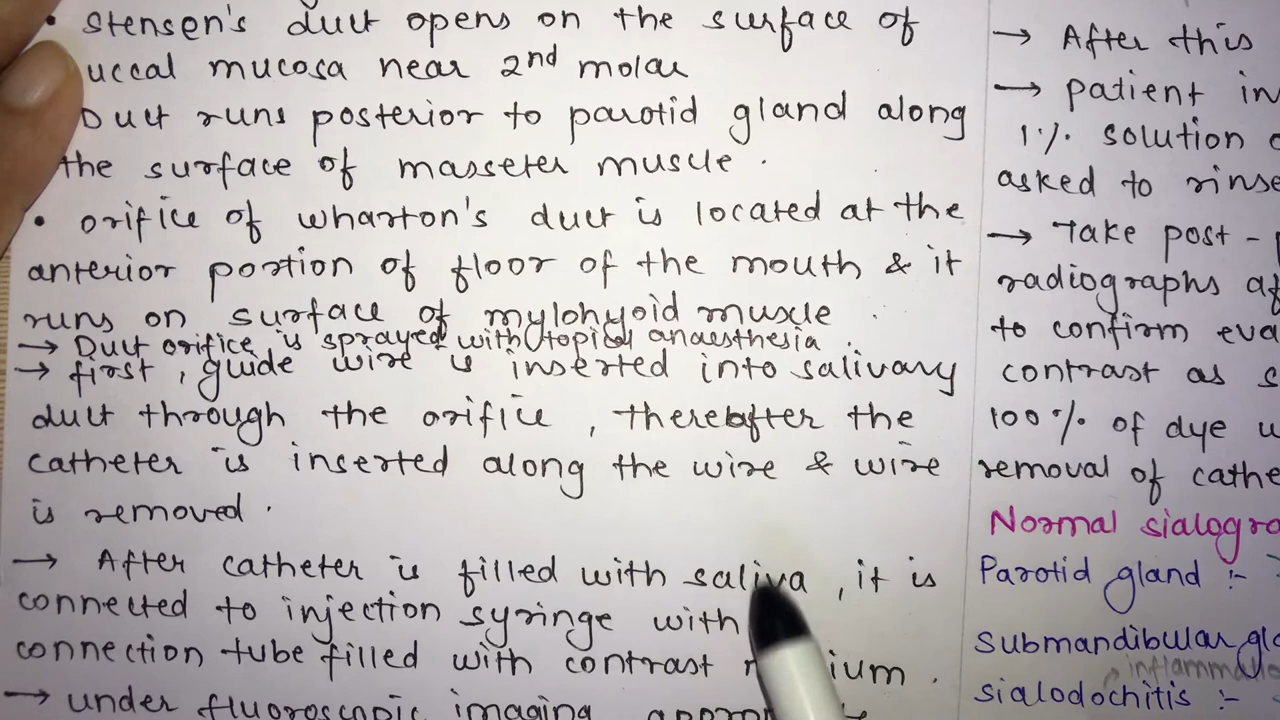 • Stensen's duct opens on the surface of
uccal mucosa near 2nd molar
Duct runs posterior to parotid gland along
the surface of masseter muscle.
• orifice of wharton's duct is located at the
anterior portion of floor of the mouth & it
runs on surface of mylohyoid muscle.
→ Duct orifice is sprayed with topical anaesthesia.
→ first, guide wire is inserted into salivary
duct through the orifice, thereafter the
catheter is inserted along the wire & wire
is removed.
→ After catheter is filled with saliva, it is
connected to injection syringe with
connection tube filled with contrast ium.
→ under fluoroscopic imaging
→ After this
→ patient in
1% solution
asked to rinse
→ Take post-
radiographs af
to confirm eva
contrast as s
100% of dye u
removal of cathe
Normal sialogra
Parotid gland :-
Submandibular gla
inflammatio
sialodochitis :-